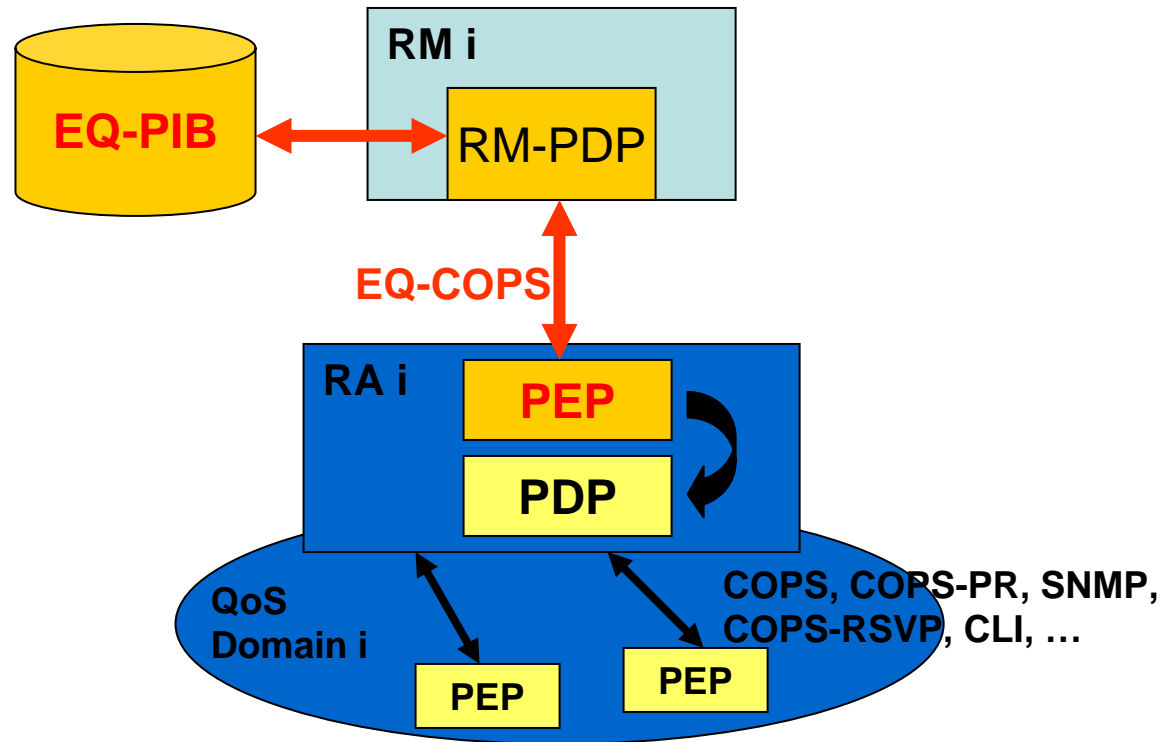 RM i
EQ-PIB
RM-PDP
EQ-COPS
RA i
PEP
PDP
QoS
Domain i
COPS, COPS-PR, SNMP,
COPS-RSVP, CLI, …
PEP
PEP